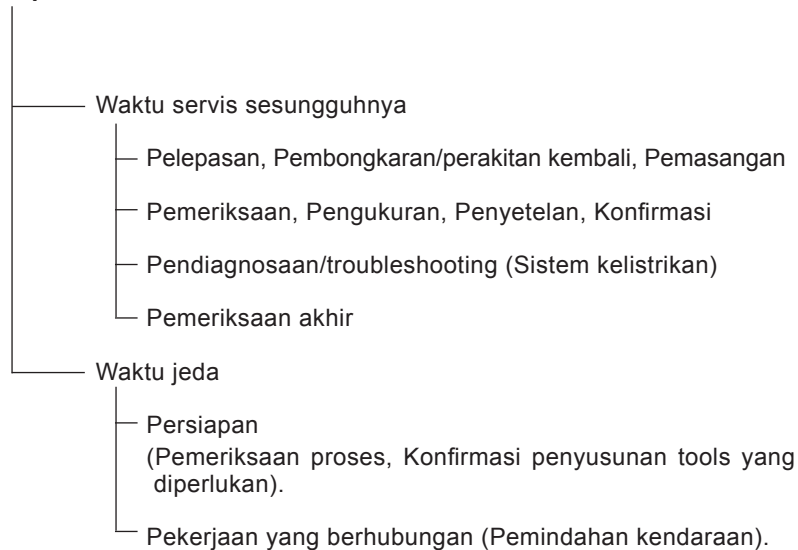 Waktu servis sesungguhnya
Pelepasan, Pembongkaran/perakitan kembali, Pemasangan
Pemeriksaan, Pengukuran, Penyetelan, Konfirmasi
Pendiagnosaan/troubleshooting (Sistem kelistrikan)
Pemeriksaan akhir
Waktu jeda
Persiapan
(Pemeriksaan proses, Konfirmasi penyusunan tools yang
diperlukan).
Pekerjaan yang berhubungan (Pemindahan kendaraan).